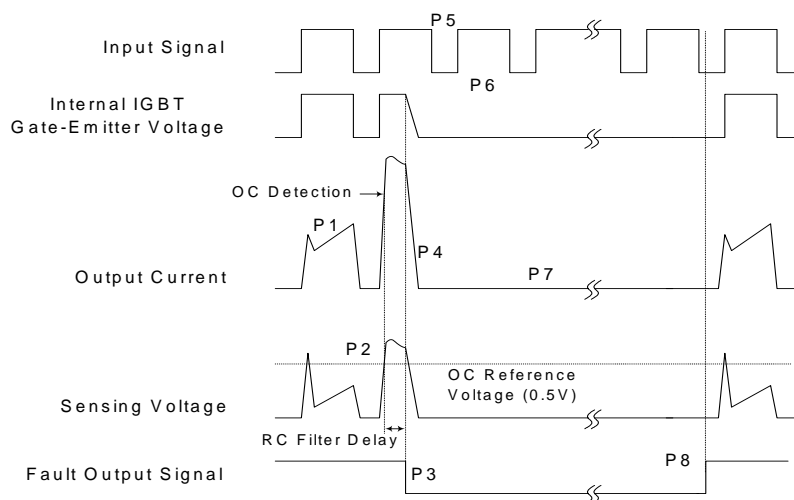 P5
Input Signal
P6
Internal IGBT
Gate-Emitter Voltage
OC Detection
P1
P4
Output Current
P7
P2
OC Reference
Voltage (0.5V)
Sensing Voltage
RC Filter Delay
Fault Output Signal
P3
P8